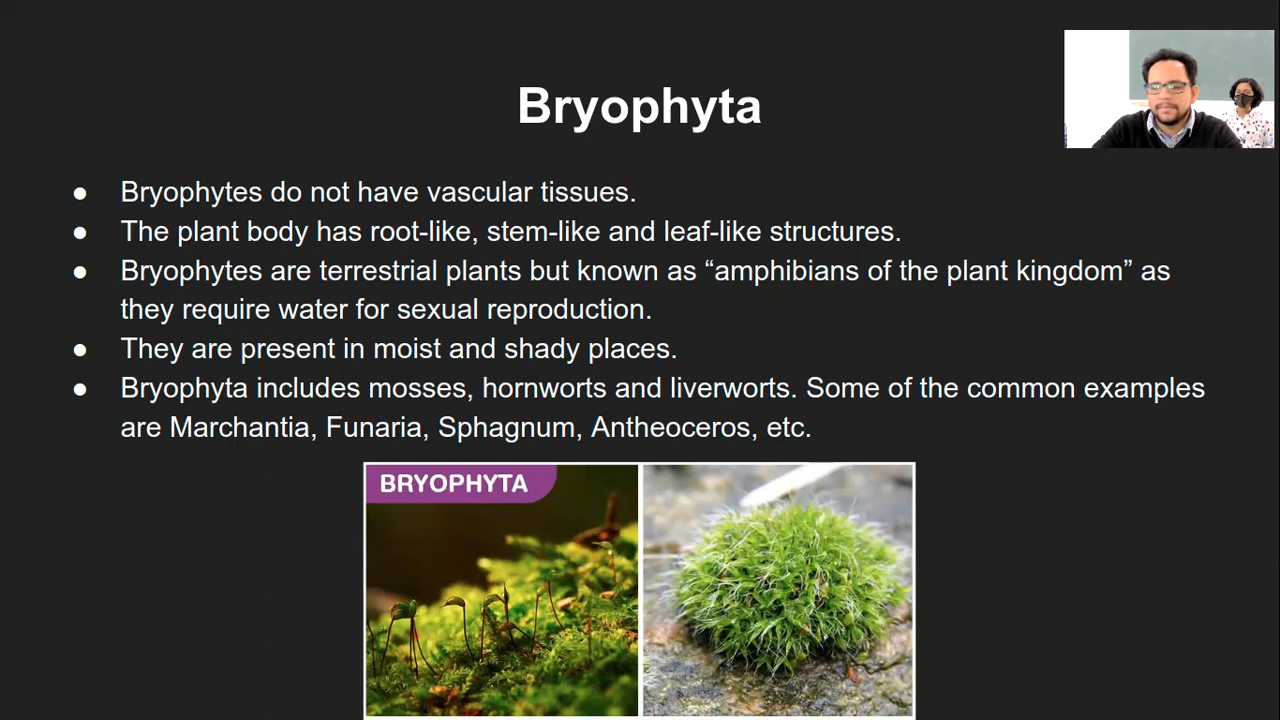 Bryophyta
● Bryophytes do not have vascular tissues.
● The plant body has root-like, stem-like and leaf-like structures.
● Bryophytes are terrestrial plants but known as “amphibians of the plant kingdom” as
they require water for sexual reproduction.
● They are present in moist and shady places.
● Bryophyta includes mosses, hornworts and liverworts. Some of the common examples
are Marchantia, Funaria, Sphagnum, Antheoceros, etc.
BRYOPHYTA